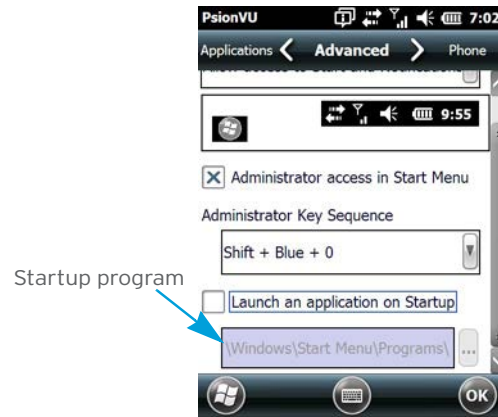 PsionVU 7:02
Applications Advanced Phone
9:55
Administrator access in Start Menu
Administrator Key Sequence
Shift + Blue + 0
Startup program
Launch an application on Startup
\Windows\Start Menu\Programs\
...
OK